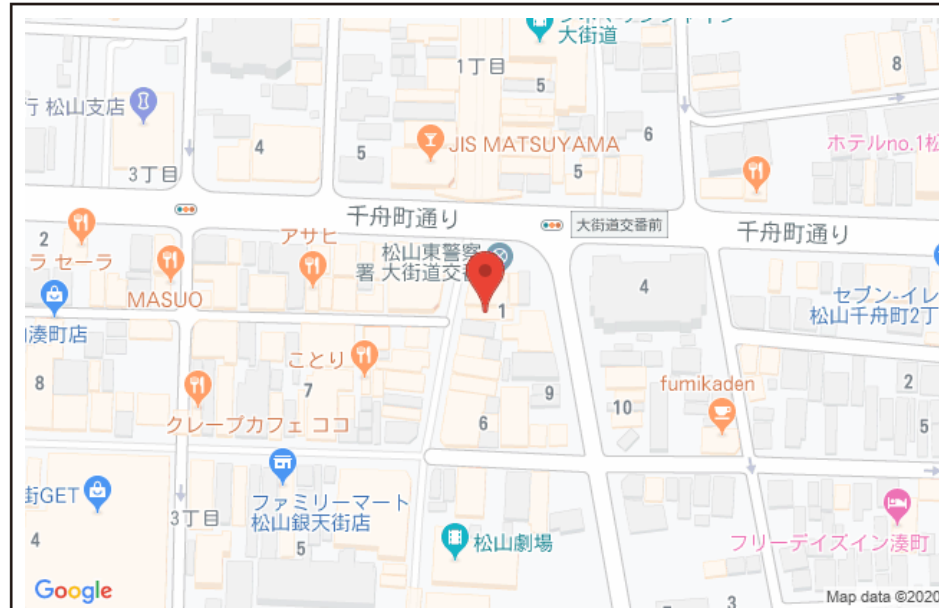 大街道
8
1丁目
5
行 松山支店
JIS MATSUYAMA
6
4
5
5
ホテルno.1松
3丁目
千舟町通り
大街道交番前
千舟町通り
2
ラ セーラ
アサヒ
松山東警察
署 大街道交番
MASUO
1
4
セブン-イレ
松山千舟町2丁
湊町店
ことり
7
8
fumikaden
9
2
クレープカフェ ココ
6
10
5
街GET
ファミリーマート
松山銀天街店
3丁目
4
5
松山劇場
フリーデイズイン湊町
3
Google
Map data ©2020